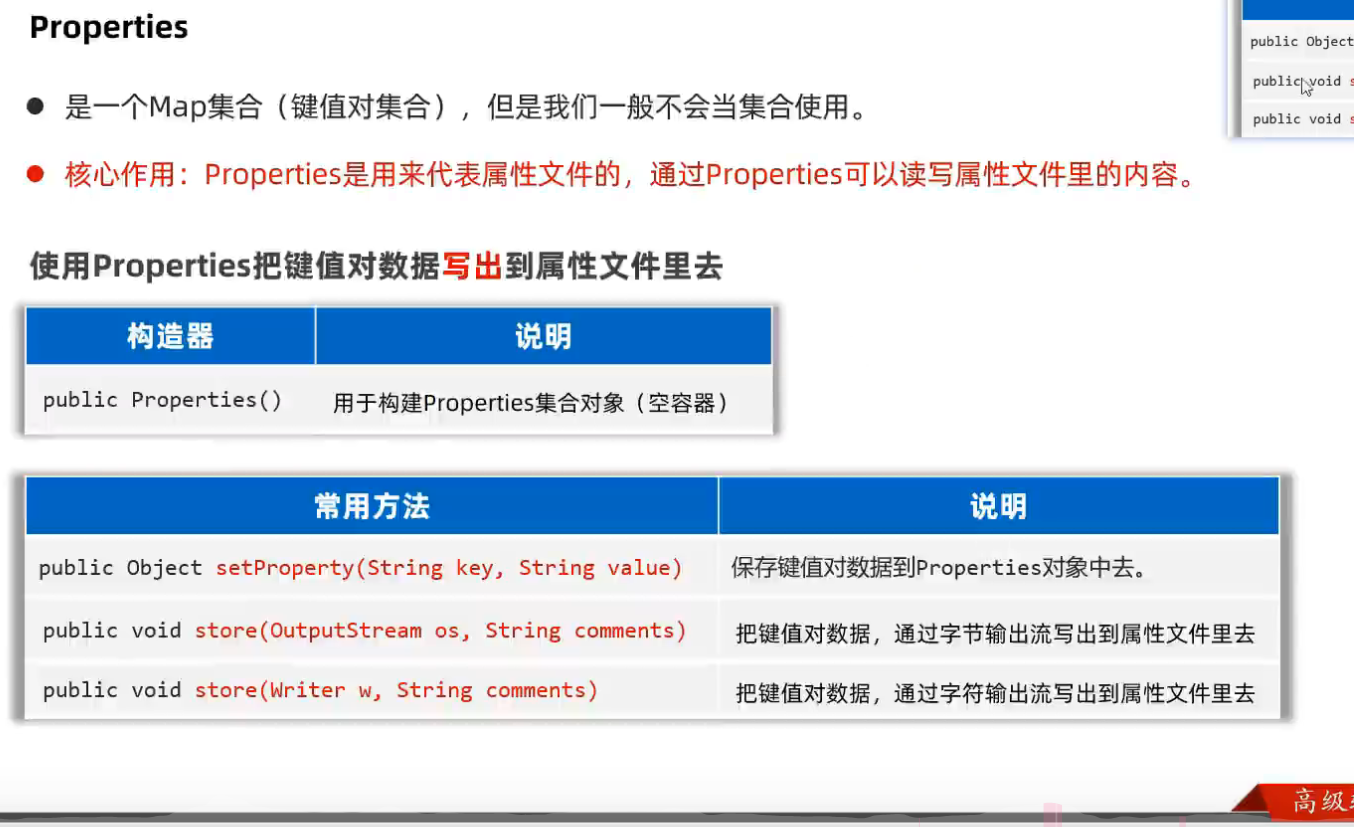 Properties
是一个Map集合（键值对集合），但是我们一般不会当集合使用。
核心作用：Properties是用来代表属性文件的，通过Properties可以读写属性文件里的内容。
使用Properties把键值对数据写出到属性文件里去
构造器 说明
public Properties() 用于构建Properties集合对象（空容器）
常用方法 说明
public Object setProperty(String key, String value) 保存键值对数据到Properties对象中去。
public void store(OutputStream os, String comments) 把键值对数据，通过字节输出流写出到属性文件里去
public void store(Writer w, String comments) 把键值对数据，通过字符输出流写出到属性文件里去
public Object
public void
public void
高级